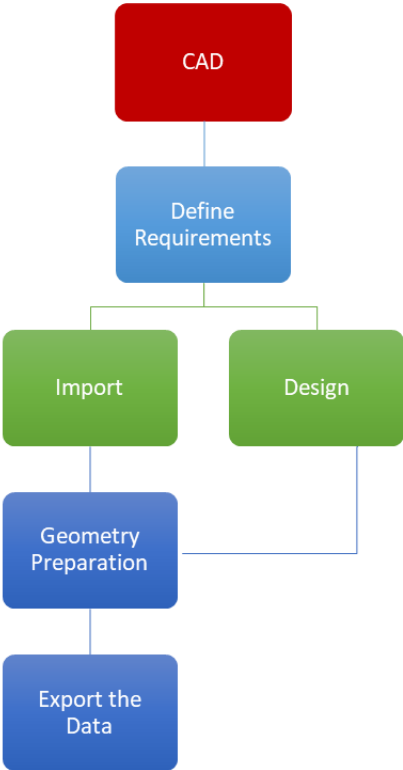 CAD
Define
Requirements
Import
Design
Geometry
Preparation
Export the
Data